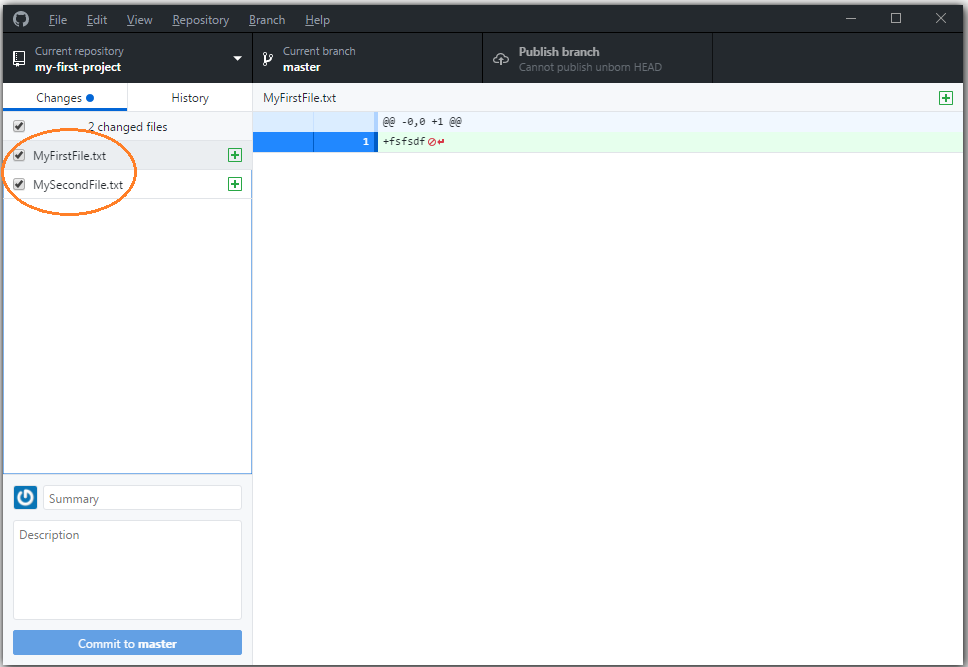 File Edit View Repository Branch Help
Current repository
my-first-project
Current branch
master
Publish branch
Cannot publish unborn HEAD
Changes History
2 changed files
MyFirstFile.txt
MySecondFile.txt
MyFirstFile.txt
@@ -0,0 +1 @@
1 +fsfsdf
Summary
Description
Commit to master